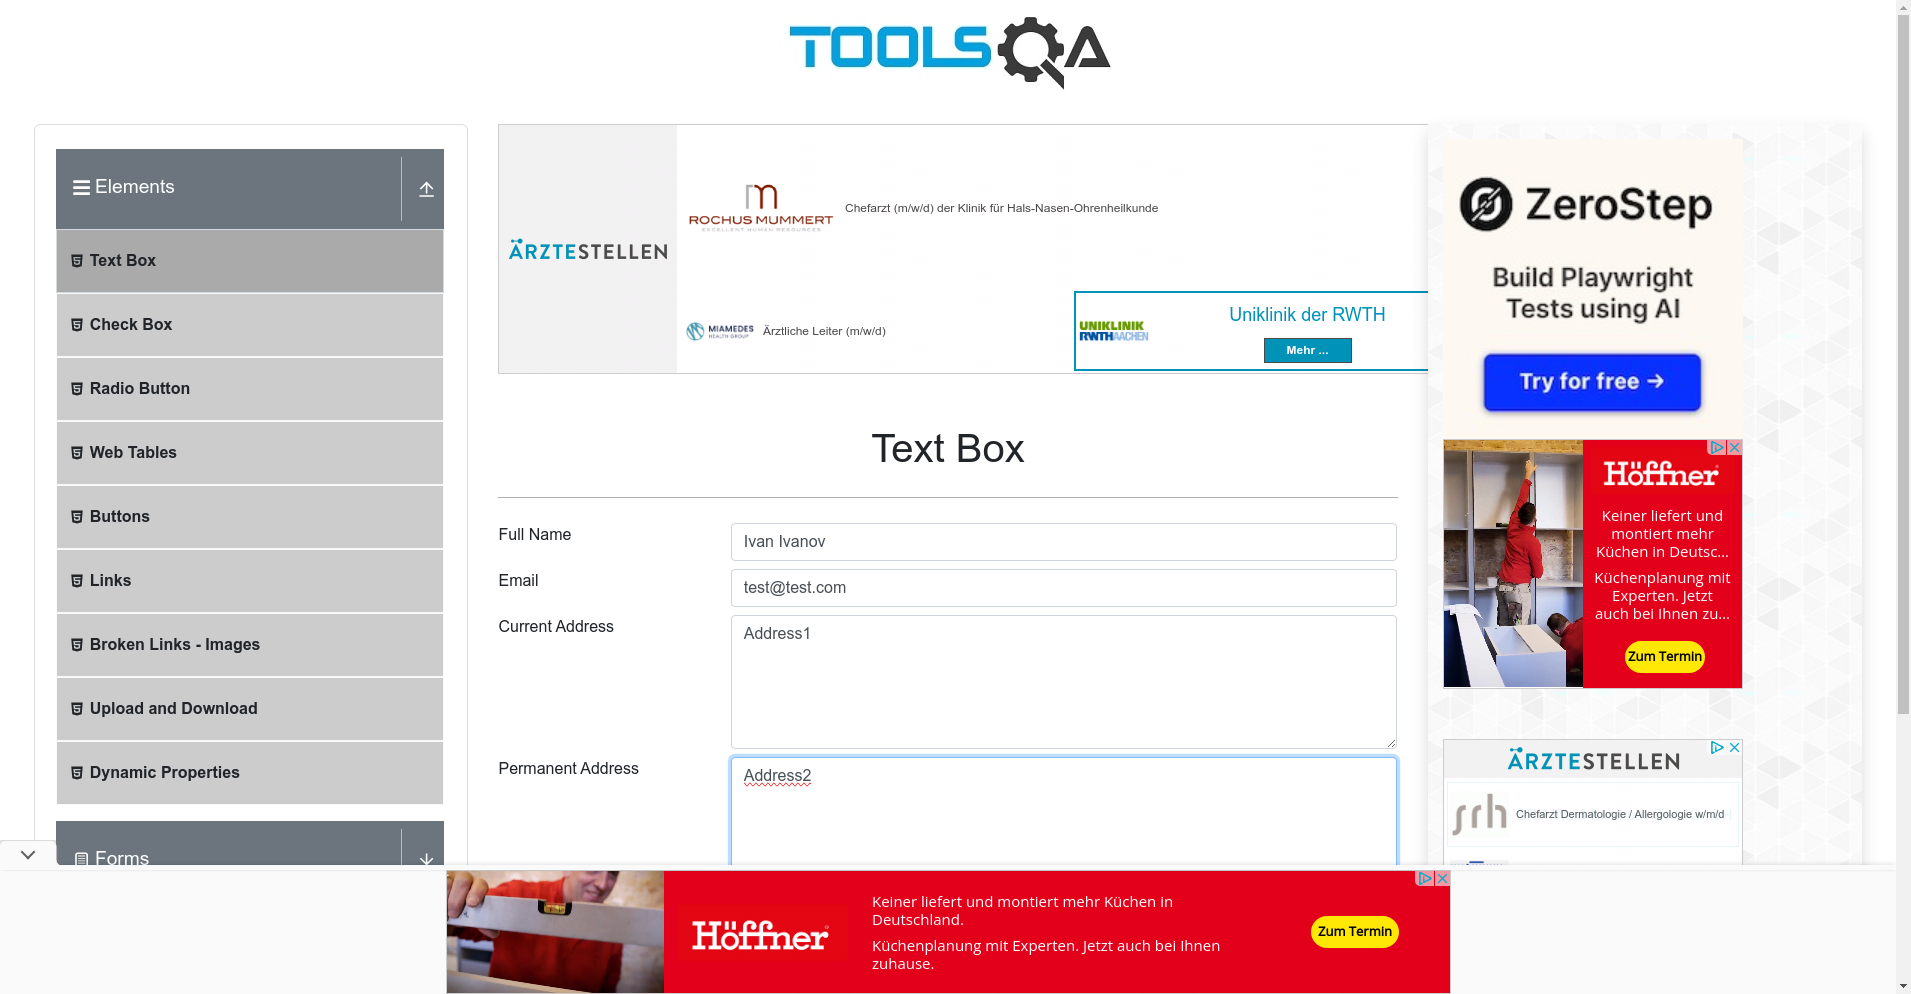 TOOLSQA
Elements
Text Box
Check Box
Radio Button
Web Tables
Buttons
Links
Broken Links - Images
Upload and Download
Dynamic Properties
Forms
ÄRZTESTELLEN
ROCHUS MUMMERT
EXCELLENT HUMAN RESOURCES
Chefarzt (m/w/d) der Klinik für Hals-Nasen-Ohrenheilkunde
MIAMEDES
HEALTH GROUP
Ärztliche Leiter (m/w/d)
UNIKLINIK
RWTHAACHEN
Uniklinik der RWTH
Mehr ...
Text Box
Full Name
Ivan Ivanov
Email
test@test.com
Current Address
Address1
Permanent Address
Address2
ZeroStep
Build Playwright
Tests using AI
Try for free →
Höffner
Keiner liefert und
montiert mehr
Küchen in Deutsc...
Küchenplanung mit
Experten. Jetzt
auch bei Ihnen zu...
Zum Termin
ÄRZTESTELLEN
srh
Chefarzt Dermatologie / Allergologie w/m/d
Höffner
Keiner liefert und montiert mehr Küchen in
Deutschland.
Küchenplanung mit Experten. Jetzt auch bei Ihnen
zuhause.
Zum Termin